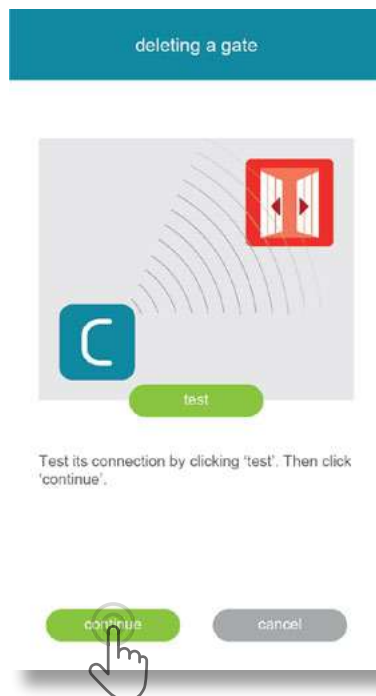 deleting a gate
test
Test its connection by clicking 'test'. Then click
'continue'.
continue
cancel